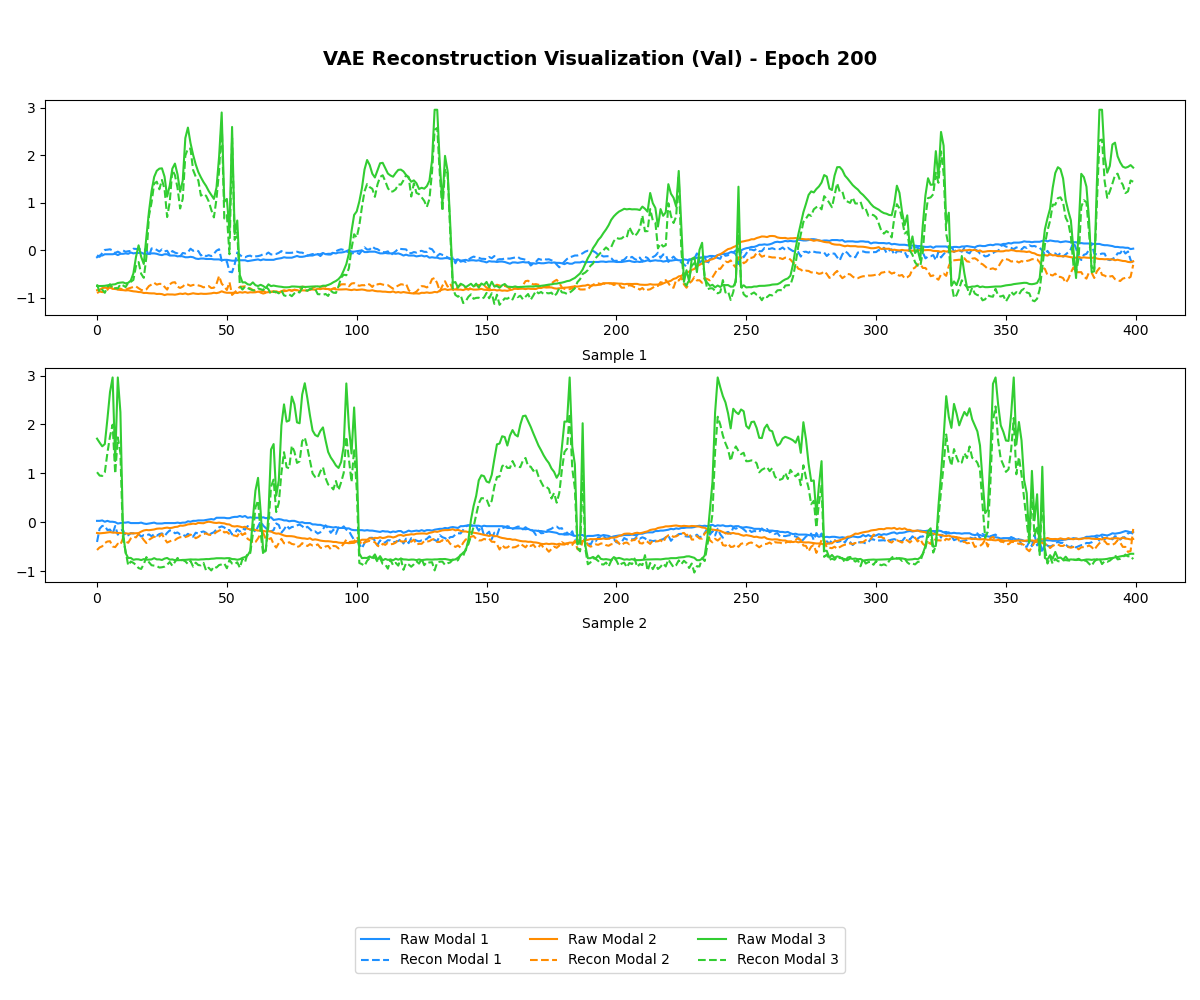 VAE Reconstruction Visualization (Val) - Epoch 200
3
2
1
0
−1
0 50 100 150 200 250 300 350 400
Sample 1
3
2
1
0
−1
0 50 100 150 200 250 300 350 400
Sample 2
Raw Modal 1 Raw Modal 2 Raw Modal 3
Recon Modal 1 Recon Modal 2 Recon Modal 3